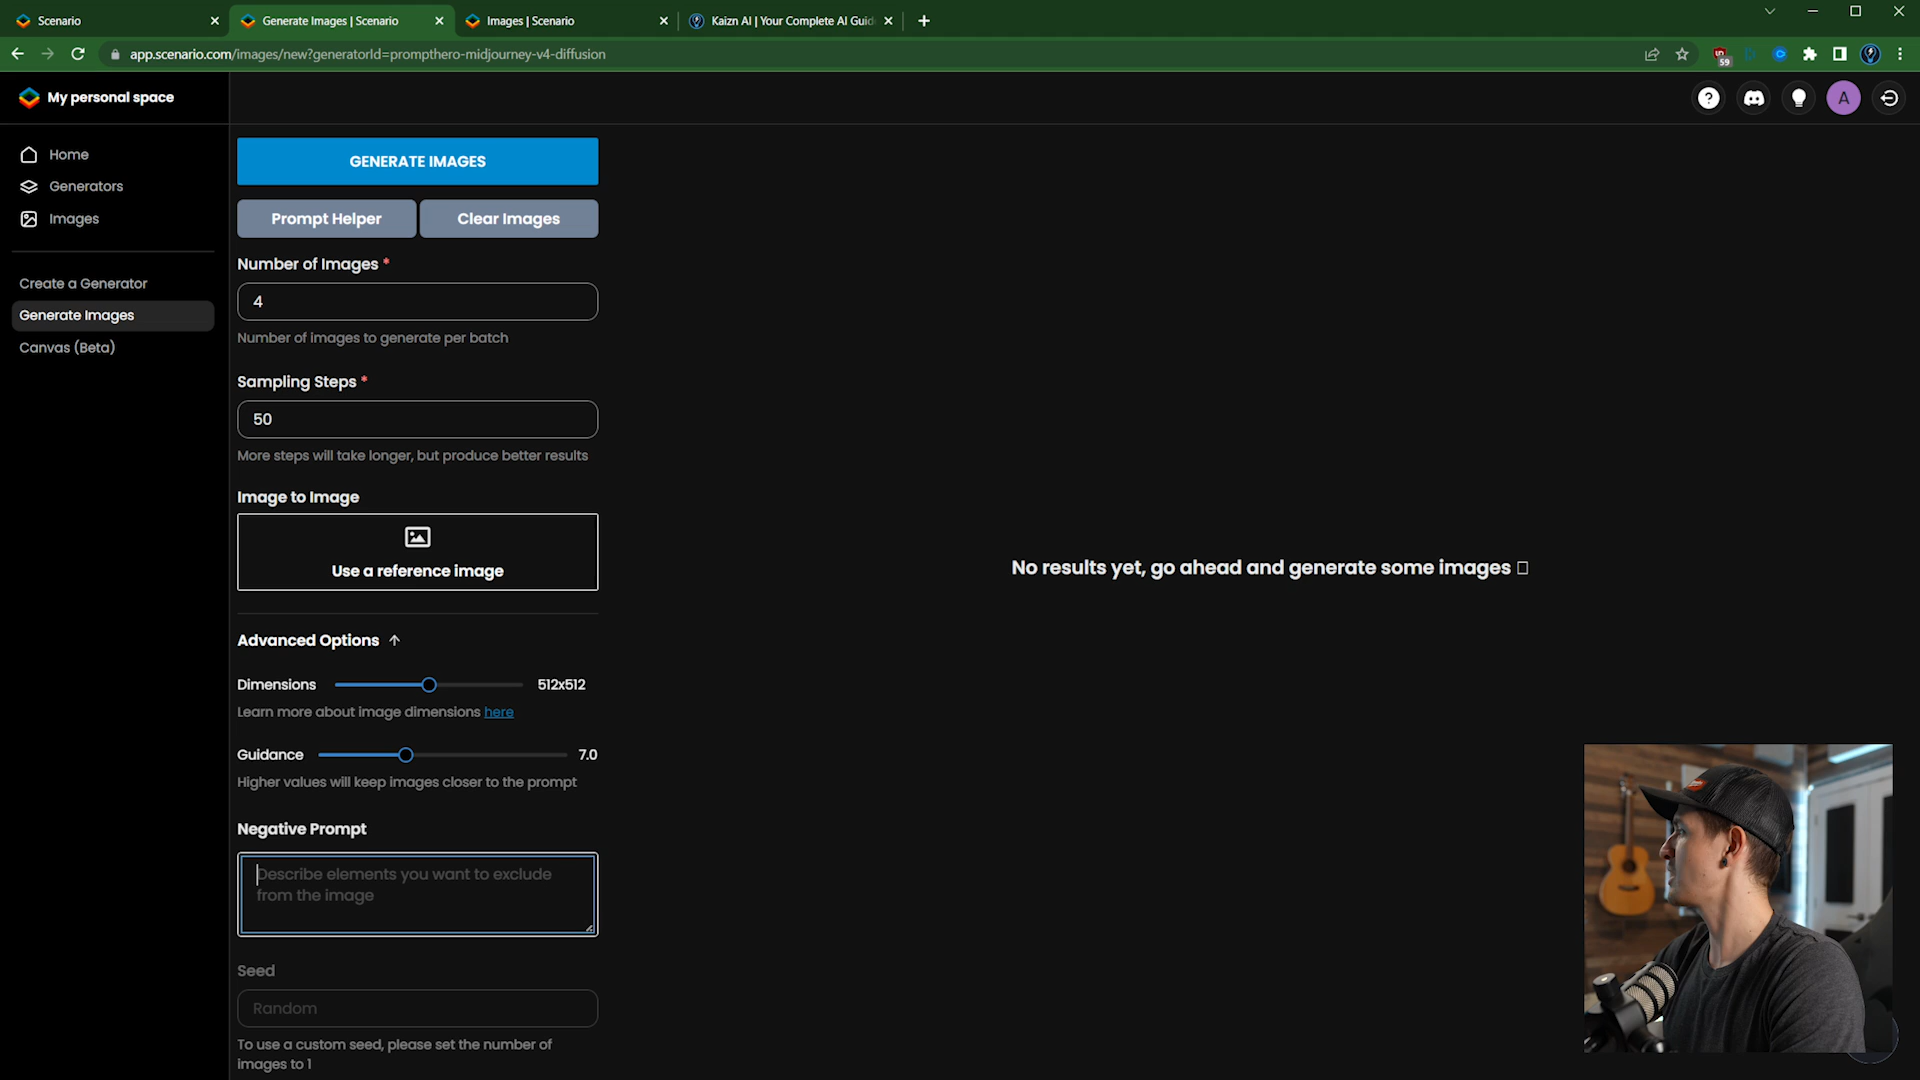 Scenario
Generate Images | Scenario
Images | Scenario
Kaizn AI | Your Complete AI Guid
app.scenario.com/images/new?generatorId=prompthero-midjourney-v4-diffusion
59
My personal space
?
A
Home
Generators
Images
Create a Generator
Generate Images
Canvas (Beta)
GENERATE IMAGES
Prompt Helper
Clear Images
Number of Images *
4
Number of images to generate per batch
Sampling Steps *
50
More steps will take longer, but produce better results
Image to Image
Use a reference image
Advanced Options
Dimensions
512x512
Learn more about image dimensions here
Guidance
7.0
Higher values will keep images closer to the prompt
Negative Prompt
Describe elements you want to exclude
from the image
Seed
Random
To use a custom seed, please set the number of
images to 1
No results yet, go ahead and generate some images